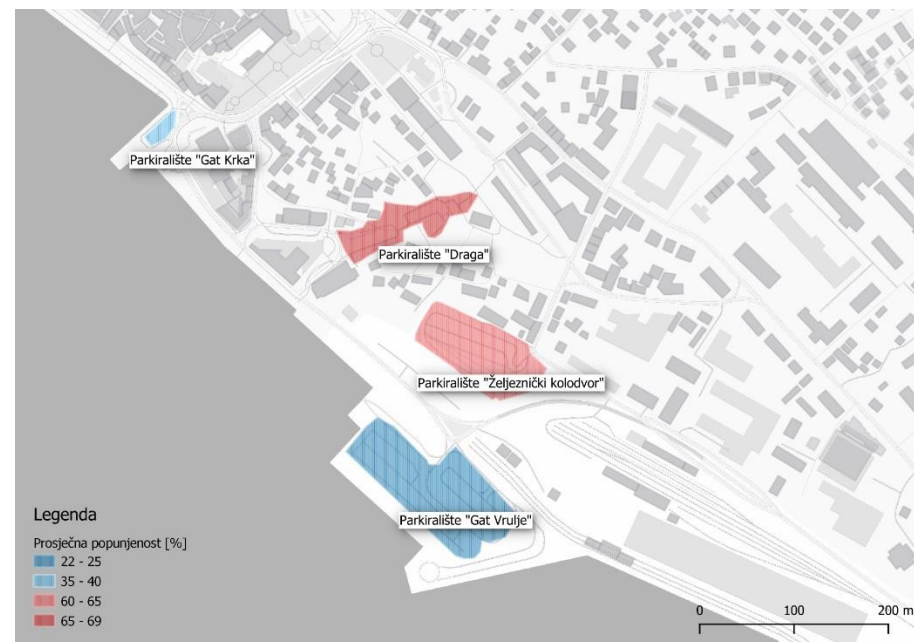 Parkiralište "Gat Krka"
Parkiralište "Draga"
Parkiralište "Željeznički kolodvor"
Parkiralište "Gat Vrulje"
Legenda
Prosječna popunjenost [%]
22 - 25
35 - 40
60 - 65
65 - 69
0 100 200 m